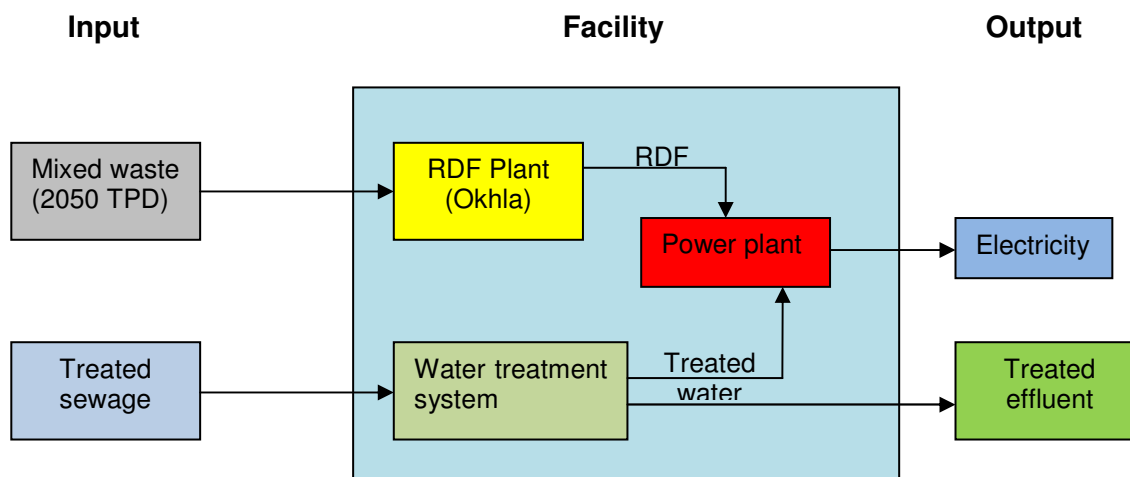 Input
Facility
Output
Mixed waste
(2050 TPD)
RDF Plant
(Okhla)
RDF
Power plant
Electricity
Treated
sewage
Water treatment
system
Treated
water
Treated
effluent